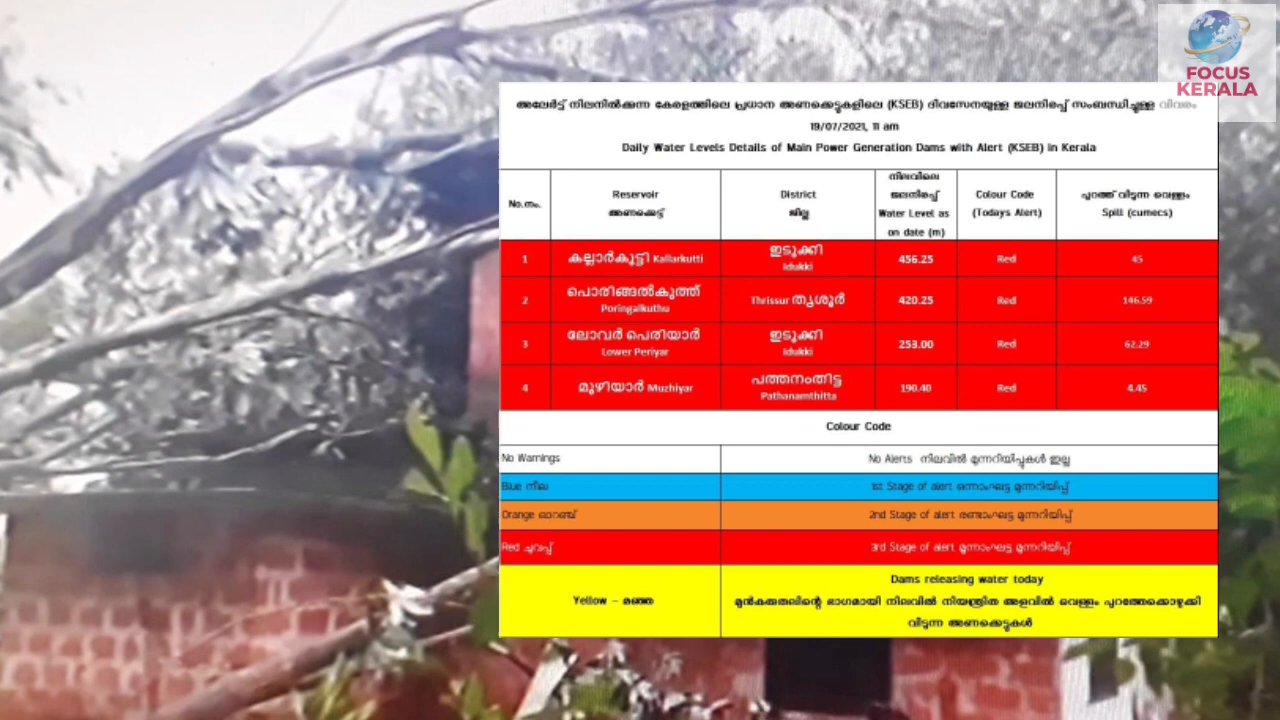 FOCUS
KERALA
അലേർട്ട് നിലനിൽക്കുന്ന കേരളത്തിലെ പ്രധാന അണക്കെട്ടുകളിലെ (KSEB) ദിവസേനയുള്ള ജലനിരപ്പ് സംബന്ധിച്ചുള്ള വിവരം
19/07/2021, 11 am
Daily Water Levels Details of Main Power Generation Dams with Alert (KSEB) in Kerala
No.നം.
Reservoir
അണക്കെട്ട്
District
ജില്ല
നിലവിലെ
ജലനിരപ്പ്
Water Level as
on date (m)
Colour Code
(Todays Alert)
പുറത്ത് വിടുന്ന വെള്ളം
Spill (cumecs)
1
കല്ലാർകുട്ടി Kallarkutti
ഇടുക്കി
Idukki
456.25
Red
45
2
പൊരിങ്ങൽകുത്ത്
Poringalkuthu
Thrissur തൃശൂർ
420.25
Red
146.59
3
ലോവർ പെരിയാർ
Lower Periyar
ഇടുക്കി
Idukki
253.00
Red
62.29
4
മൂഴിയാർ Muzhiyar
പത്തനംതിട്ട
Pathanamthitta
190.40
Red
4.45
Colour Code
No Warnings
No Alerts നിലവിൽ മുന്നറിയിപ്പുകൾ ഇല്ല
Blue നീല
1st Stage of alert ഒന്നാംഘട്ട മുന്നറിയിപ്പ്
Orange ഓറഞ്ച്
2nd Stage of alert രണ്ടാംഘട്ട മുന്നറിയിപ്പ്
Red ചുവപ്പ്
3rd Stage of alert മൂന്നാംഘട്ട മുന്നറിയിപ്പ്
Yellow – മഞ്ഞ
Dams releasing water today
മുൻകരുതലിന്റെ ഭാഗമായി നിലവിൽ നിയന്ത്രിത അളവിൽ വെള്ളം പുറത്തേക്കൊഴുക്കി
വിടുന്ന അണക്കെട്ടുകൾ